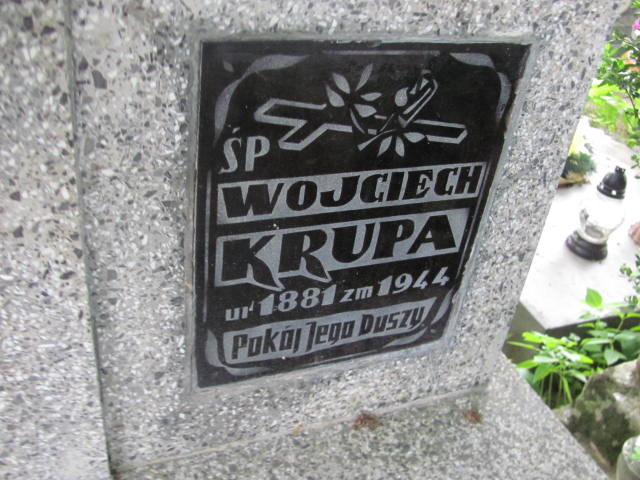 ŚP
WOJCIECH
KRUPA
ur 1881 zm 1944
Pokój Jego Duszy